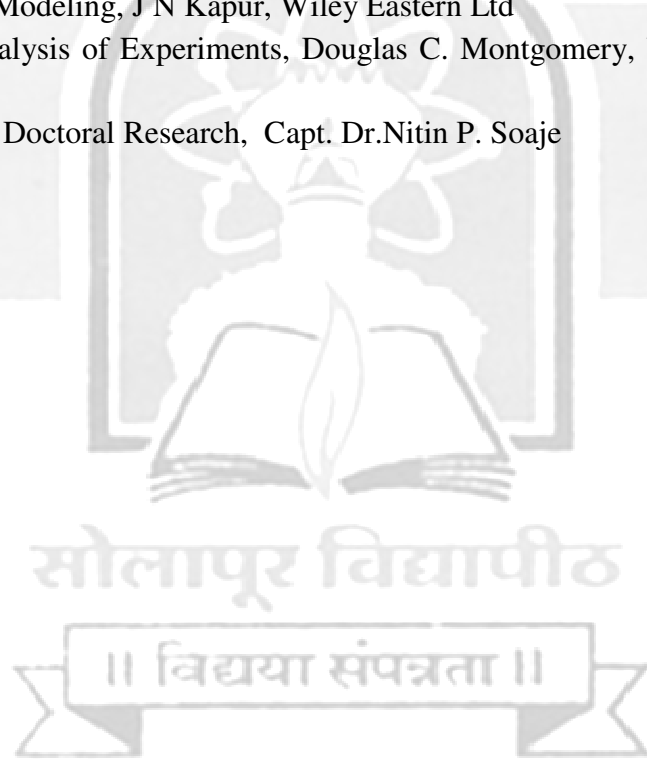 Modeling, J N Kapur, Wiley Eastern Ltd
alysis of Experiments, Douglas C. Montgomery,
Doctoral Research, Capt. Dr.Nitin P. Soaje
सोलापूर विद्यापीठ
॥ विद्यया संपन्नता ॥